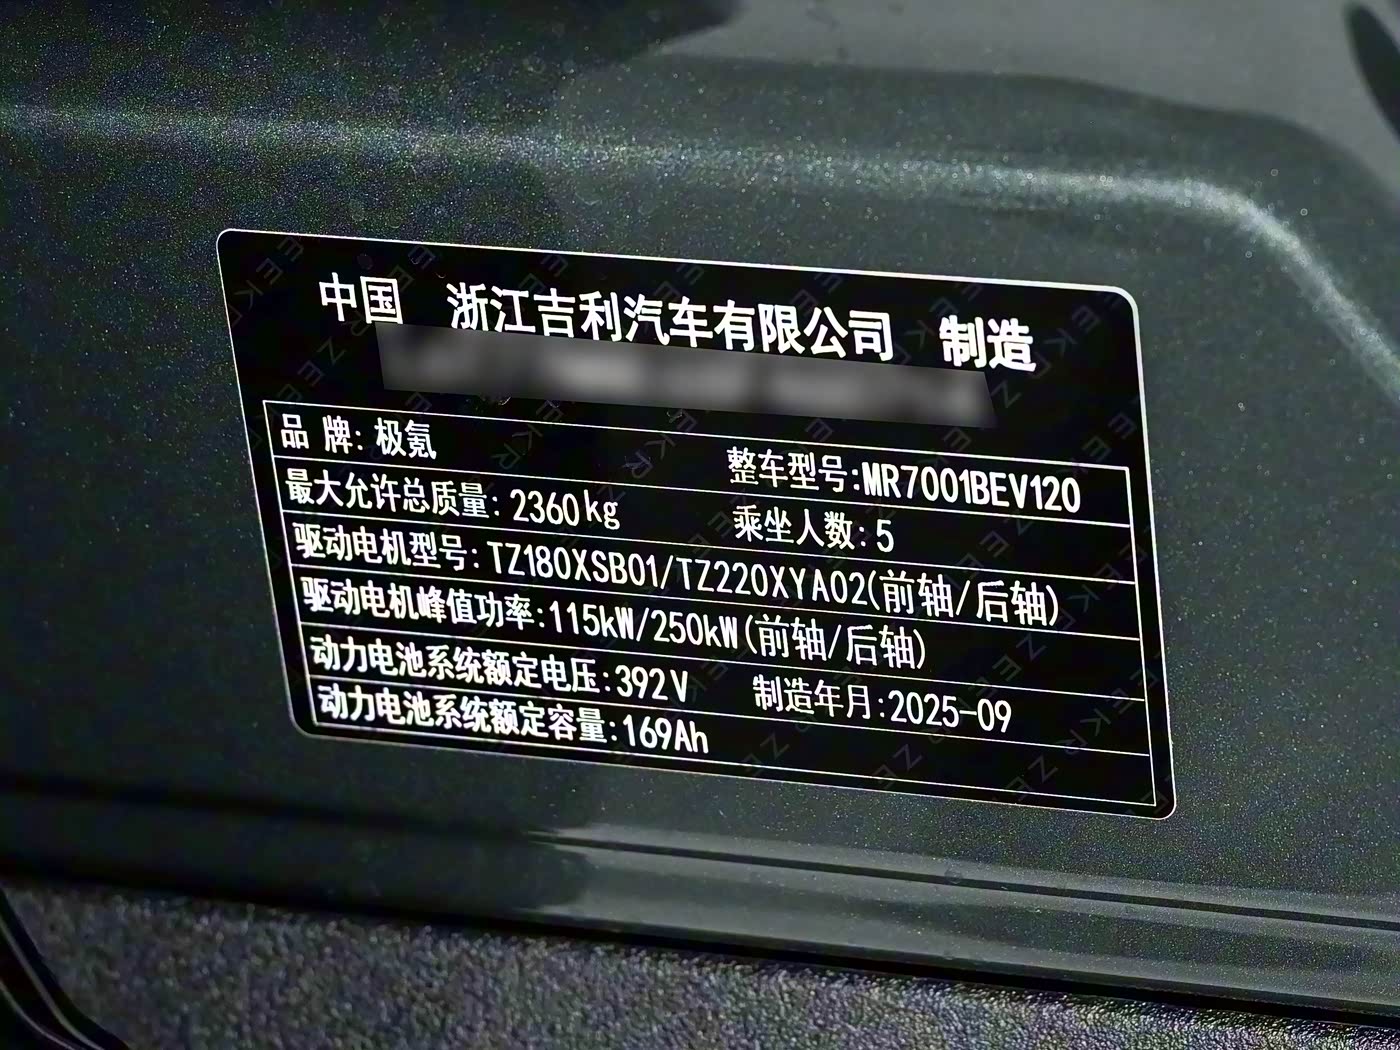 中国 浙江吉利汽车有限公司 制造
品 牌: 极氪 整车型号:MR7001BEV120
最大允许总质量: 2360kg 乘坐人数: 5
驱动电机型号: TZ180XSB01/TZ220XYA02(前轴/后轴)
驱动电机峰值功率:115kW/250kW(前轴/后轴)
动力电池系统额定电压:392V 制造年月:2025-09
动力电池系统额定容量:169Ah